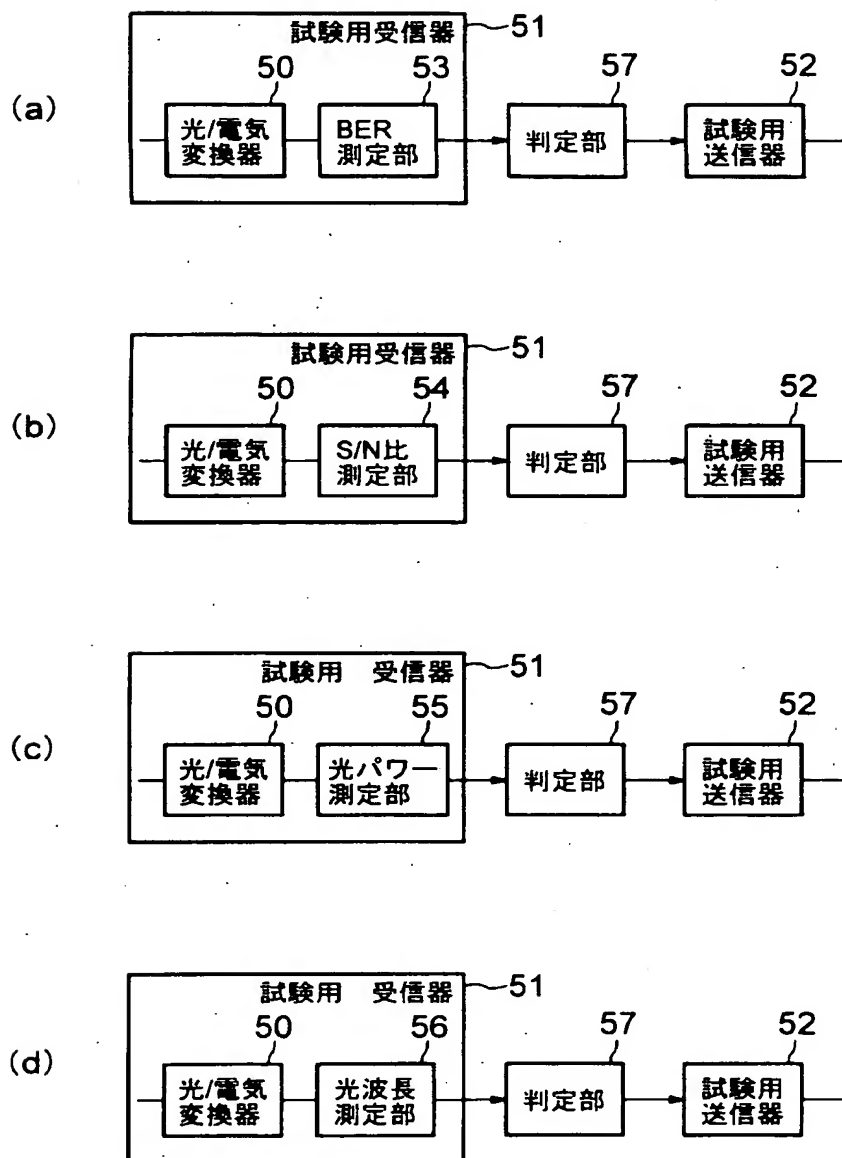 試験用受信器 51
50 53 57 52
(a)
光/電気
変換器
BER
測定部
判定部
試験用
送信器
試験用受信器 51
50 54 57 52
(b)
光/電気
変換器
S/N比
測定部
判定部
試験用
送信器
試験用 受信器 51
50 55 57 52
(c)
光/電気
変換器
光パワー
測定部
判定部
試験用
送信器
試験用 受信器 51
50 56 57 52
(d)
光/電気
変換器
光波長
測定部
判定部
試験用
送信器